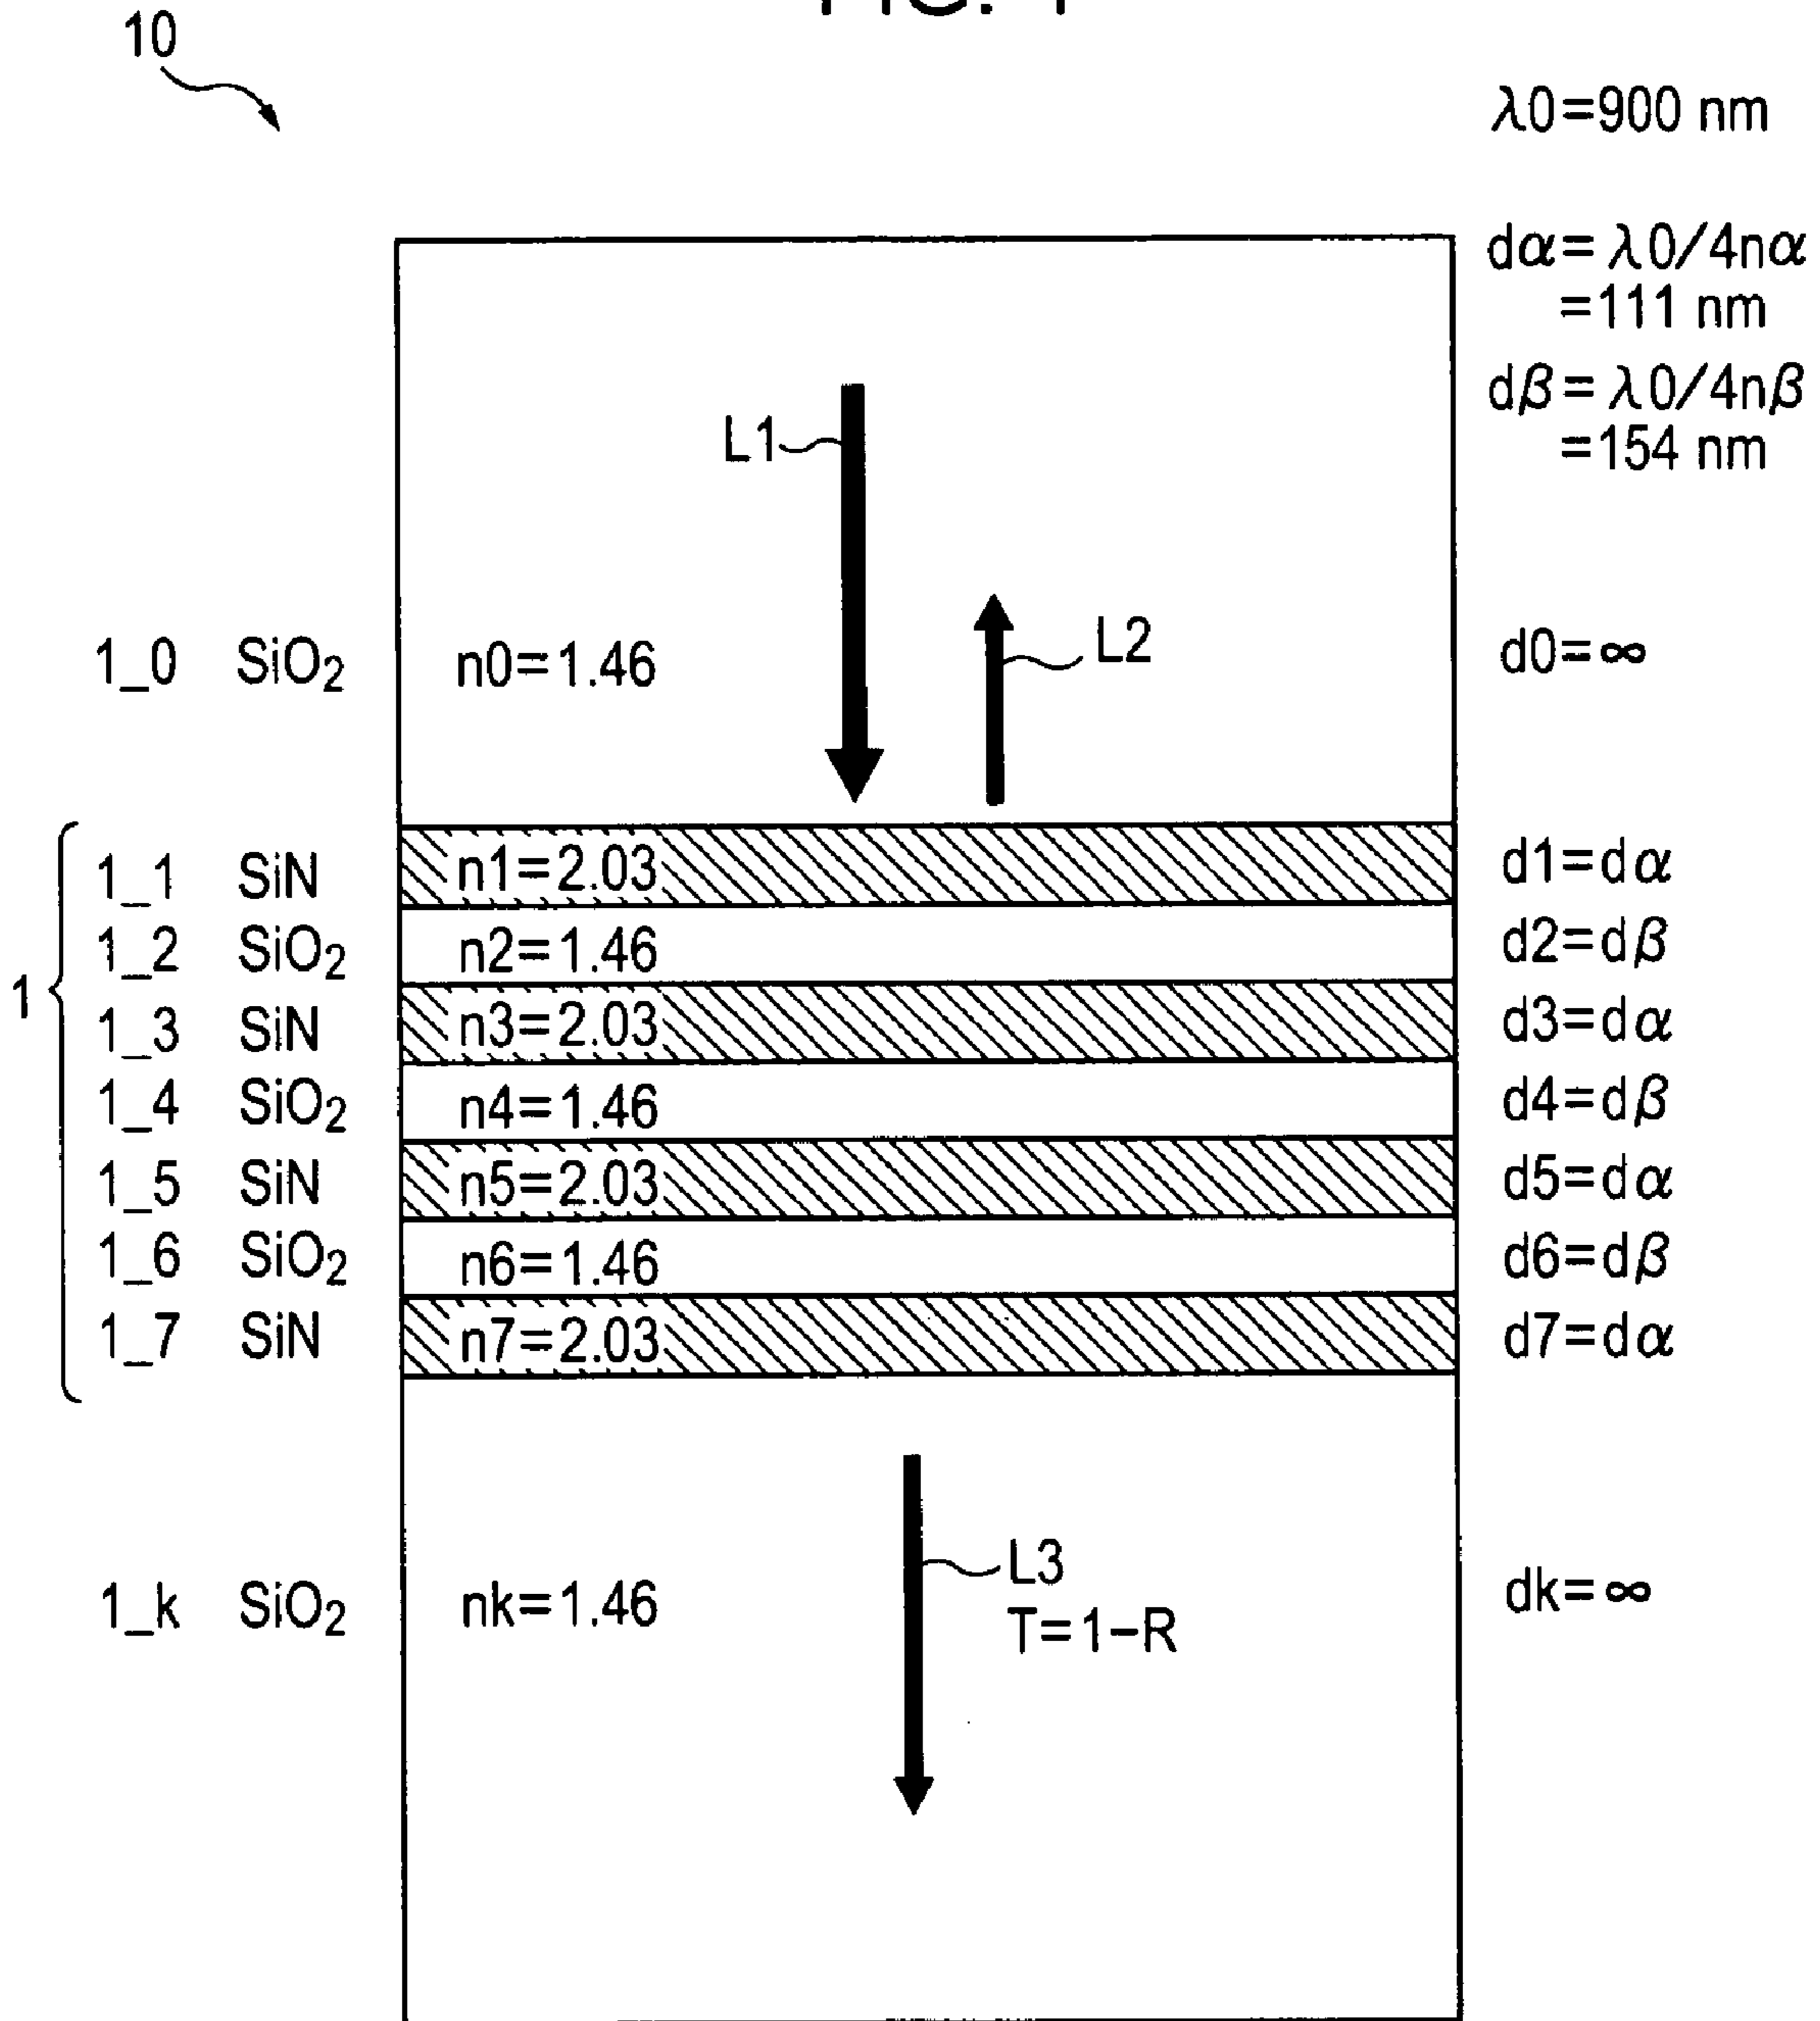 FIG. 1
10
λ0=900 nm
dα=λ0/4nα
=111 nm
dβ=λ0/4nβ
=154 nm
L1
L2
1_0 SiO₂ n0=1.46 d0=∞
1
1_1 SiN n1=2.03 d1=dα
1_2 SiO₂ n2=1.46 d2=dβ
1_3 SiN n3=2.03 d3=dα
1_4 SiO₂ n4=1.46 d4=dβ
1_5 SiN n5=2.03 d5=dα
1_6 SiO₂ n6=1.46 d6=dβ
1_7 SiN n7=2.03 d7=dα
L3
1_k SiO₂ nk=1.46 dk=∞
T=1−R